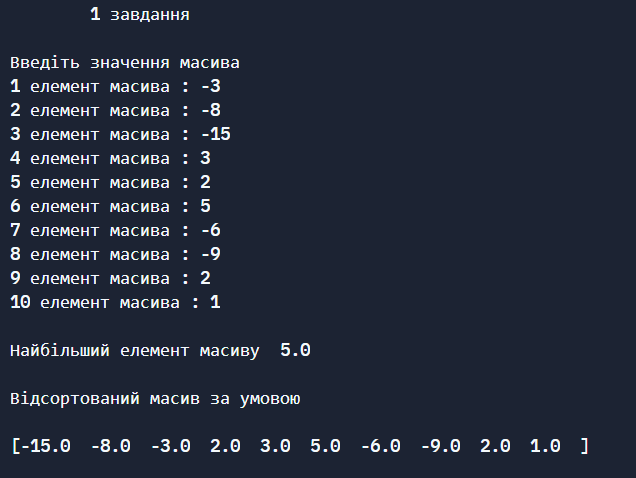 1 завдання
Введіть значення масива
1 елемент масива : -3
2 елемент масива : -8
3 елемент масива : -15
4 елемент масива : 3
5 елемент масива : 2
6 елемент масива : 5
7 елемент масива : -6
8 елемент масива : -9
9 елемент масива : 2
10 елемент масива : 1
Найбільший елемент масиву  5.0
Відсортований масив за умовою
[-15.0  -8.0  -3.0  2.0  3.0  5.0  -6.0  -9.0  2.0  1.0  ]